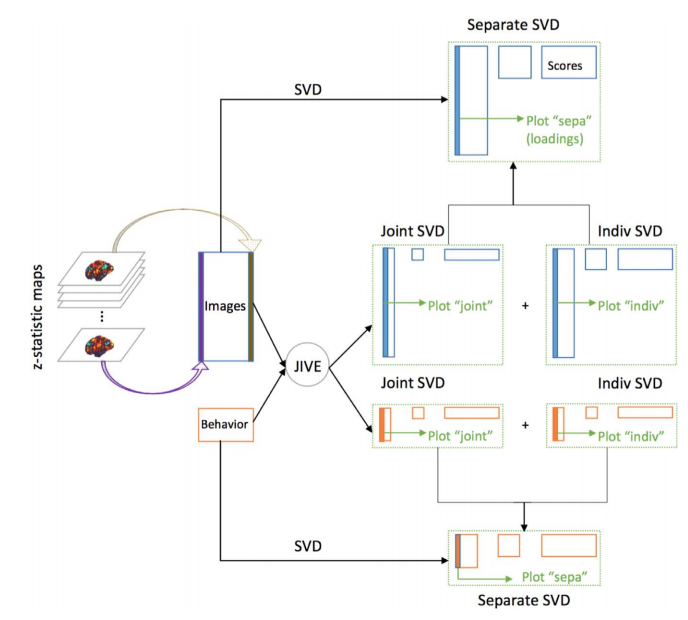 Separate SVD
Scores
SVD
Plot “sepa”
(loadings)
Joint SVD
Indiv SVD
z-statistic maps
...
Images
Plot “joint”
+
Plot “indiv”
JIVE
Joint SVD
Indiv SVD
Behavior
Plot “joint”
+
Plot “indiv”
SVD
Plot “sepa”
Separate SVD